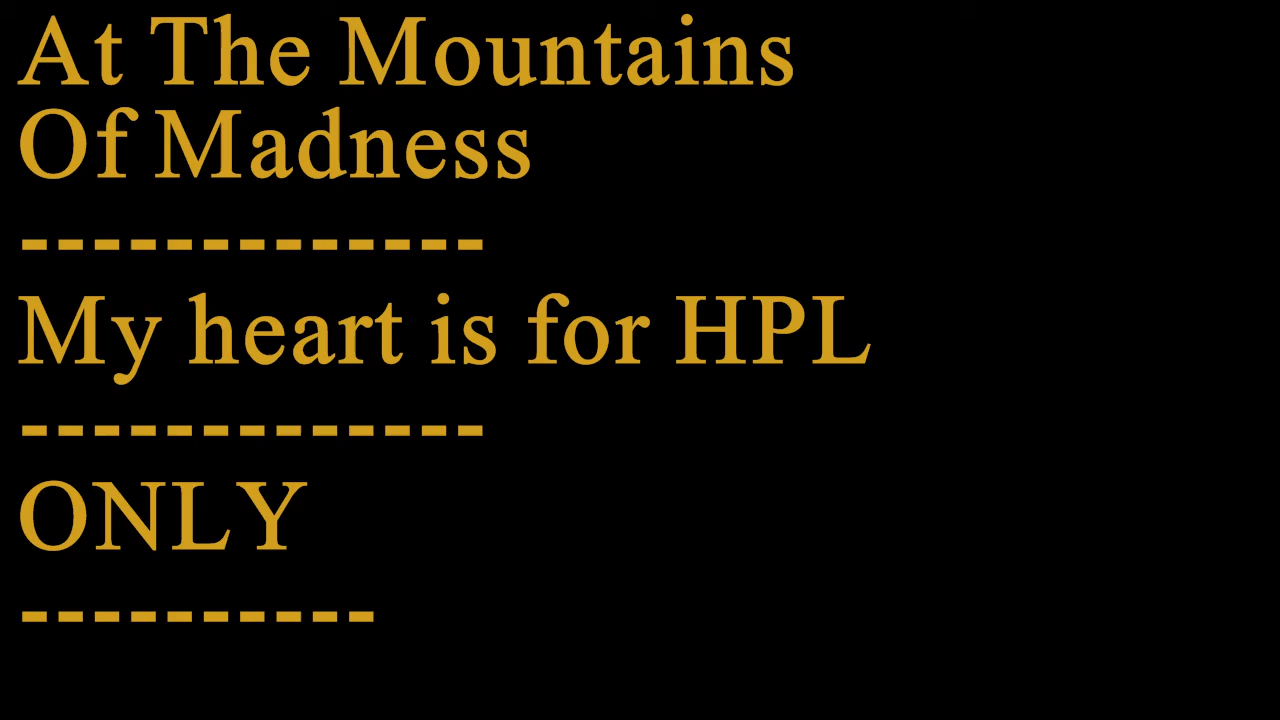 At The Mountains
Of Madness
-------------
My heart is for HPL
-------------
ONLY
----------